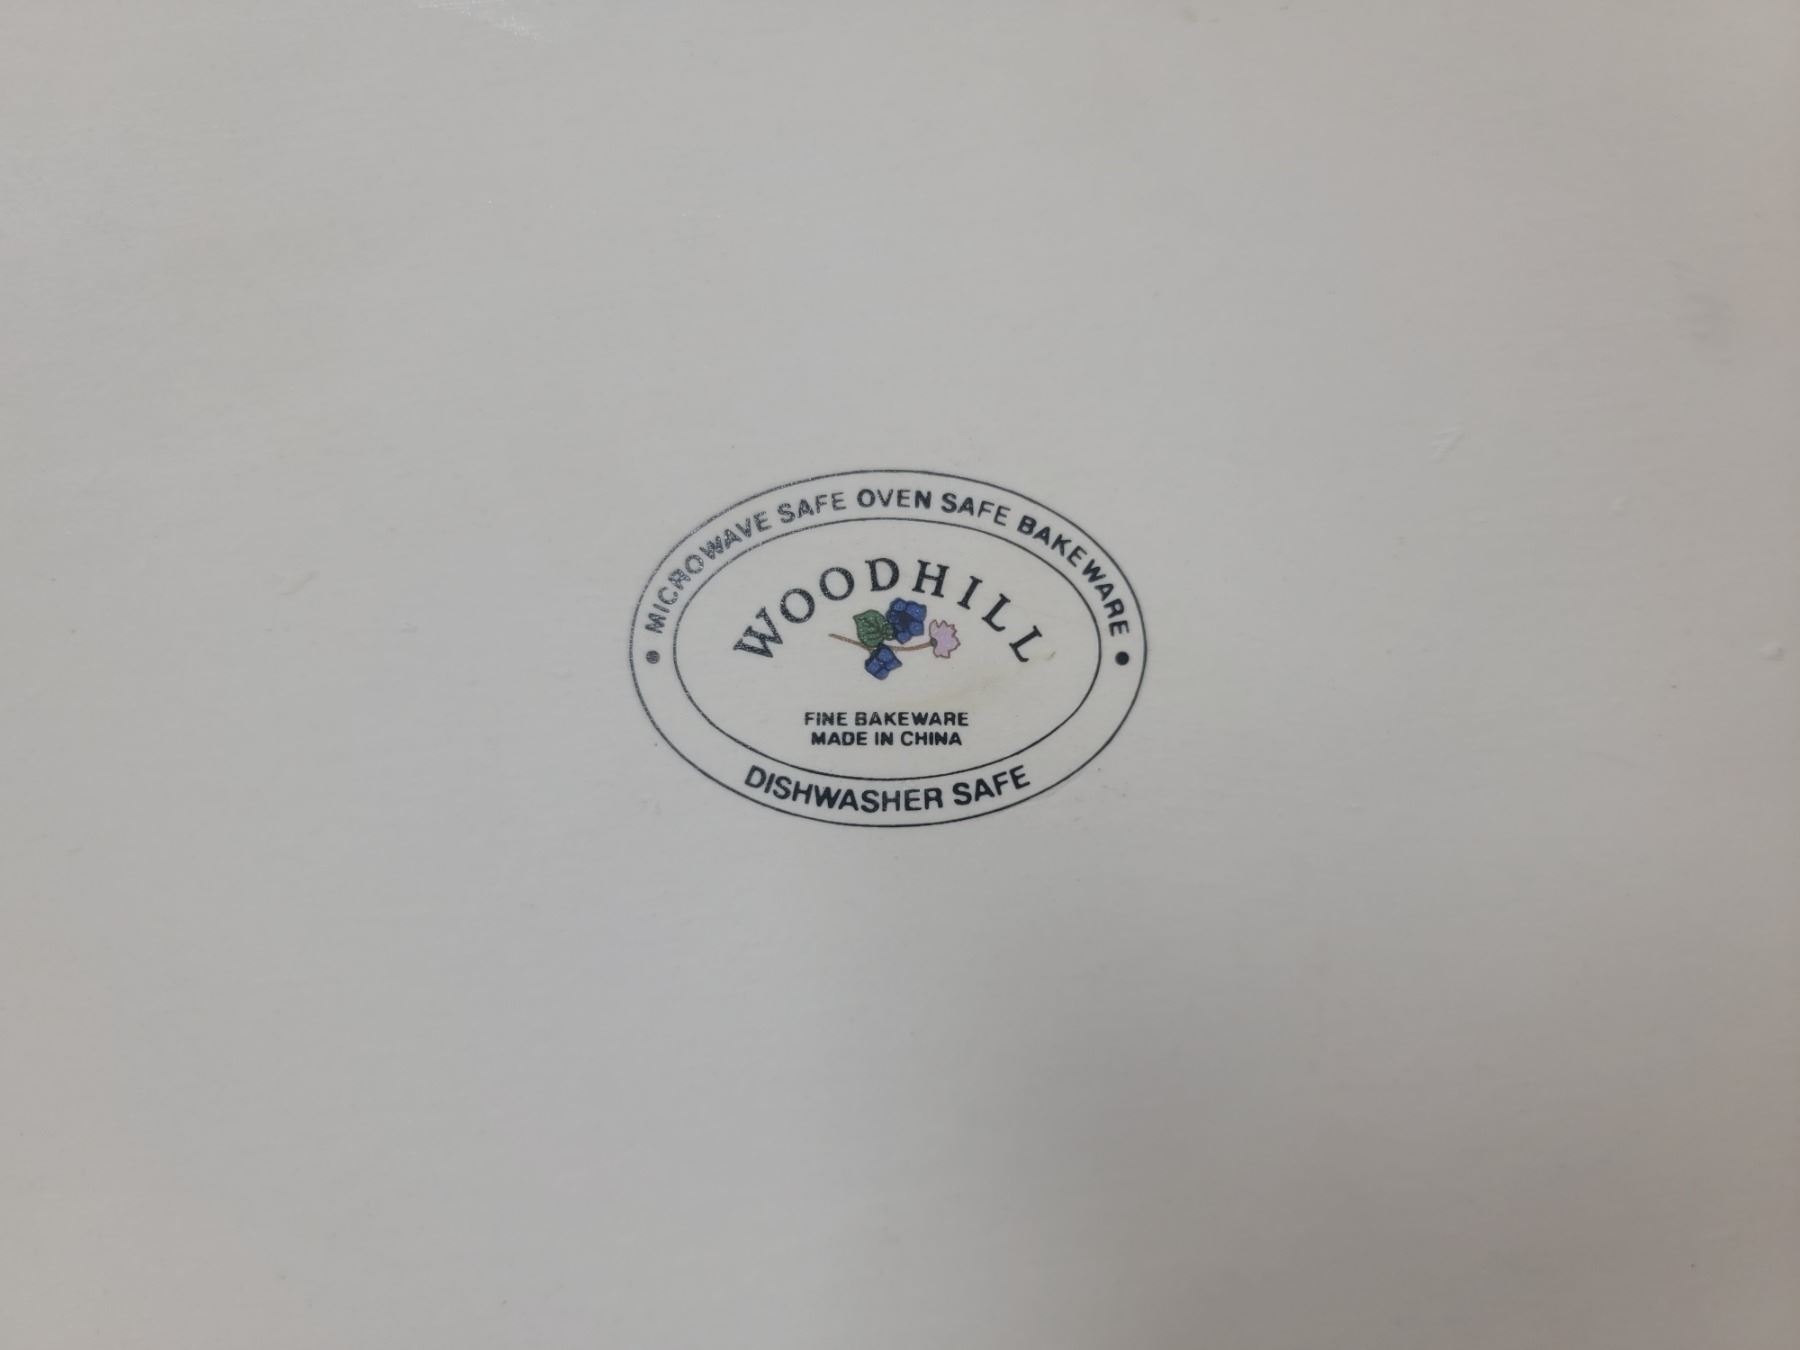 MICROWAVE SAFE OVEN SAFE BAKEWARE
WOODHILL
FINE BAKEWARE
MADE IN CHINA
DISHWASHER SAFE